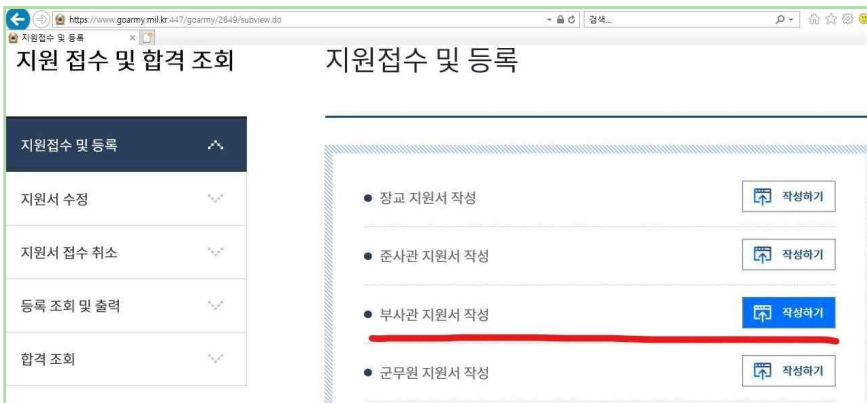 https://www.goarmy.mil.kr:447/goarmy/2649/subview.do
검색...
지원접수 및 등록
지원 접수 및 합격 조회
지원접수 및 등록
지원접수 및 등록
지원서 수정
지원서 접수 취소
등록 조회 및 출력
합격 조회
장교 지원서 작성 작성하기
준사관 지원서 작성 작성하기
부사관 지원서 작성 작성하기
군무원 지원서 작성 작성하기